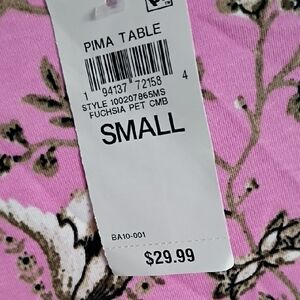 PIMA TABLE
1 94137 72158 4
STYLE 100207865MS
FUCHSIA PET CMB
SMALL
BA10-001
$29.99